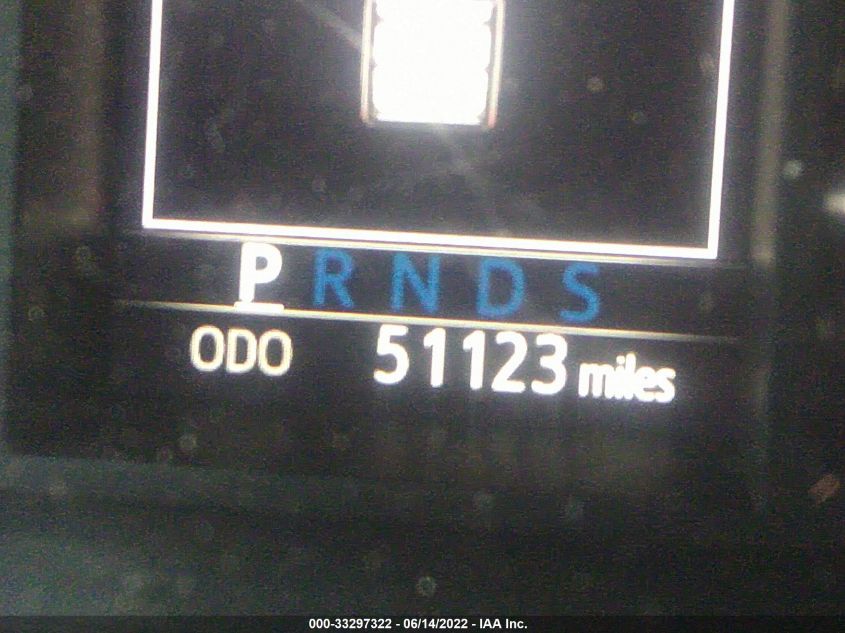 P R N D S
ODO 51123 miles
000-33297322 - 06/14/2022 - IAA Inc.